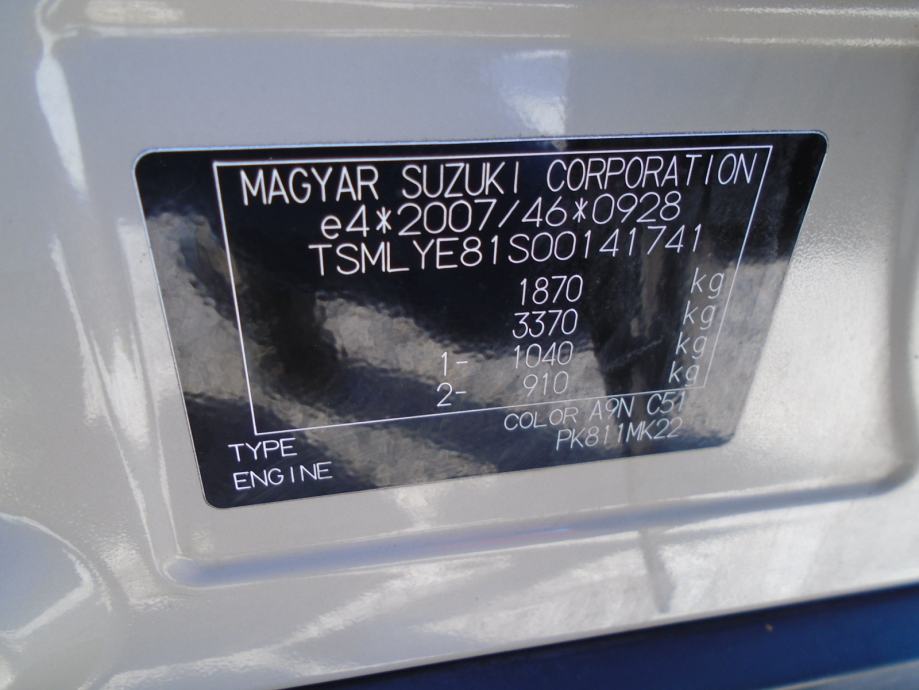 MAGYAR SUZUKI CORPORATION
e4*2007/46*0928
TSMLYE81S00141741
1870 kg
3370 kg
1- 1040 kg
2- 910 kg
COLOR A9N C51
TYPE PK811MK22
ENGINE